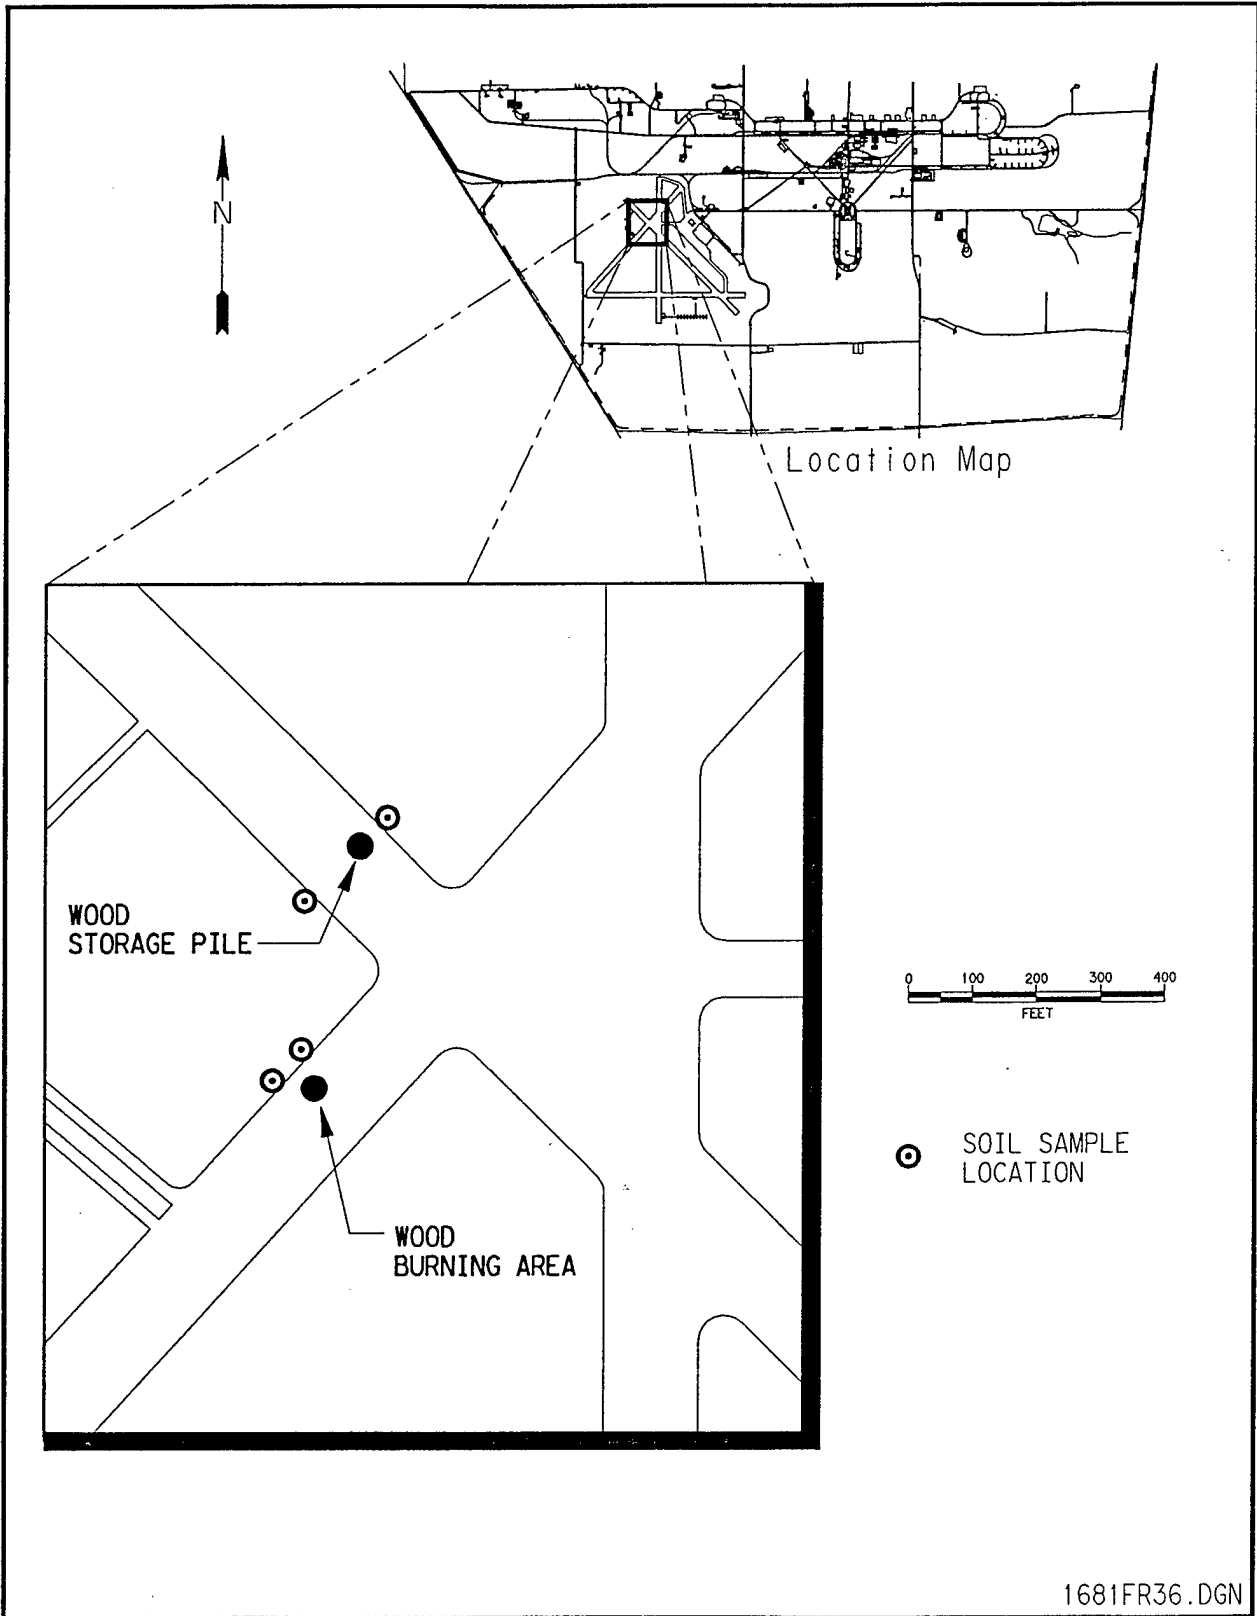 N
Location Map
WOOD
STORAGE PILE
0 100 200 300 400
FEET
SOIL SAMPLE
LOCATION
WOOD
BURNING AREA
1681FR36.DGN